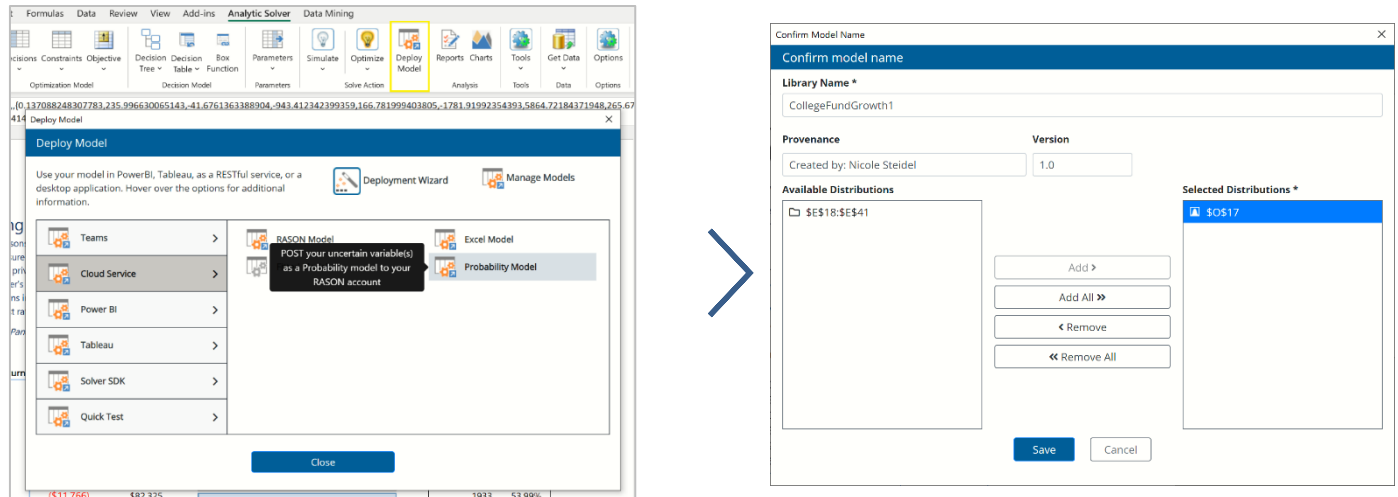 Formulas Data Review View Add-ins Analytic Solver Data Mining
Constraints Objective Decision Tree Decision Table Box Function Parameters Simulate Optimize Deploy Model Reports Charts Tools Get Data Options
Optimization Model Decision Model Parameters Solve Action Analysis Tools Data Options
,,{0,137088248307783,235.996630065143,-41.6761363388904,-943.412342399359,166.781999403805,-1781.91992354393,5864.72184371948,265.67
414
Deploy Model
Deploy Model
Use your model in PowerBI, Tableau, as a RESTful service, or a
desktop application. Hover over the options for additional
information.
Deployment Wizard
Manage Models
Teams
Cloud Service
Power BI
Tableau
Solver SDK
Quick Test
RASON Model
Excel Model
POST your uncertain variable(s)
as a Probability model to your
RASON account
Probability Model
Close
($11,766) $82,325 1933 53.99%
Confirm Model Name
Confirm model name
Library Name *
CollegeFundGrowth1
Provenance Version
Created by: Nicole Steidel 1.0
Available Distributions Selected Distributions *
$E$18:$E$41 $O$17
Add
Add All
Remove
Remove All
Save Cancel